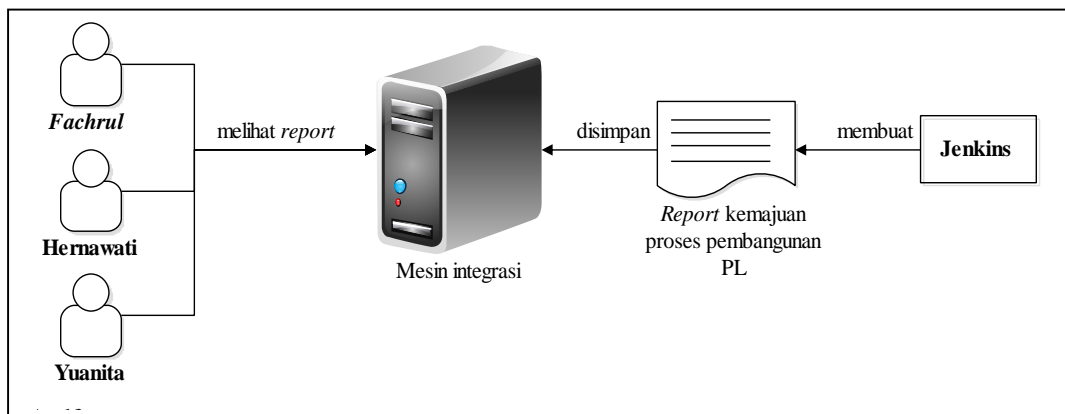 Fachrul
Hernawati
Yuanita
melihat report
Mesin integrasi
disimpan
Report kemajuan
proses pembangunan
PL
membuat
Jenkins